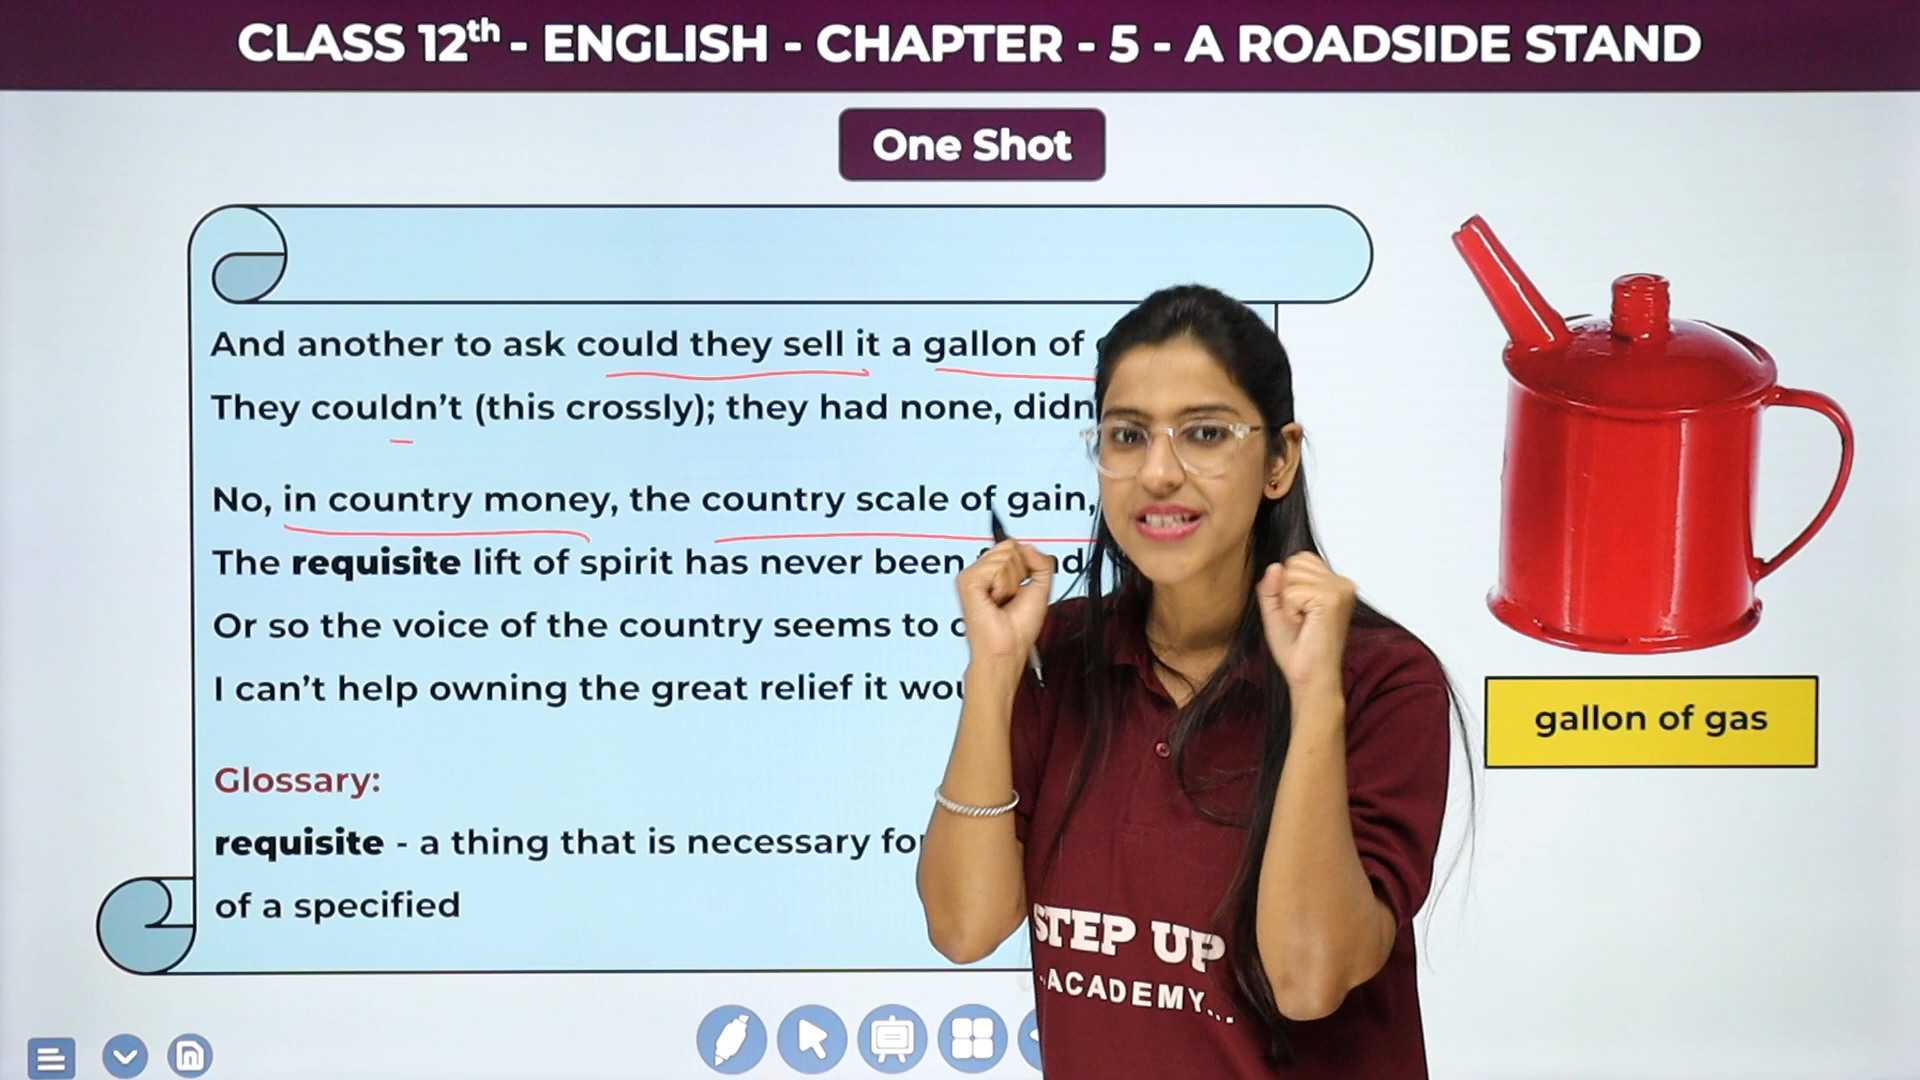 CLASS 12th - ENGLISH - CHAPTER - 5 - A ROADSIDE STAND
One Shot
And another to ask could they sell it a gallon of
They couldn't (this crossly); they had none, didn
No, in country money, the country scale of gain,
The requisite lift of spirit has never been
Or so the voice of the country seems to
I can't help owning the great relief it
Glossary:
requisite - a thing that is necessary for
of a specified
gallon of gas
STEP UP
ACADEMY...